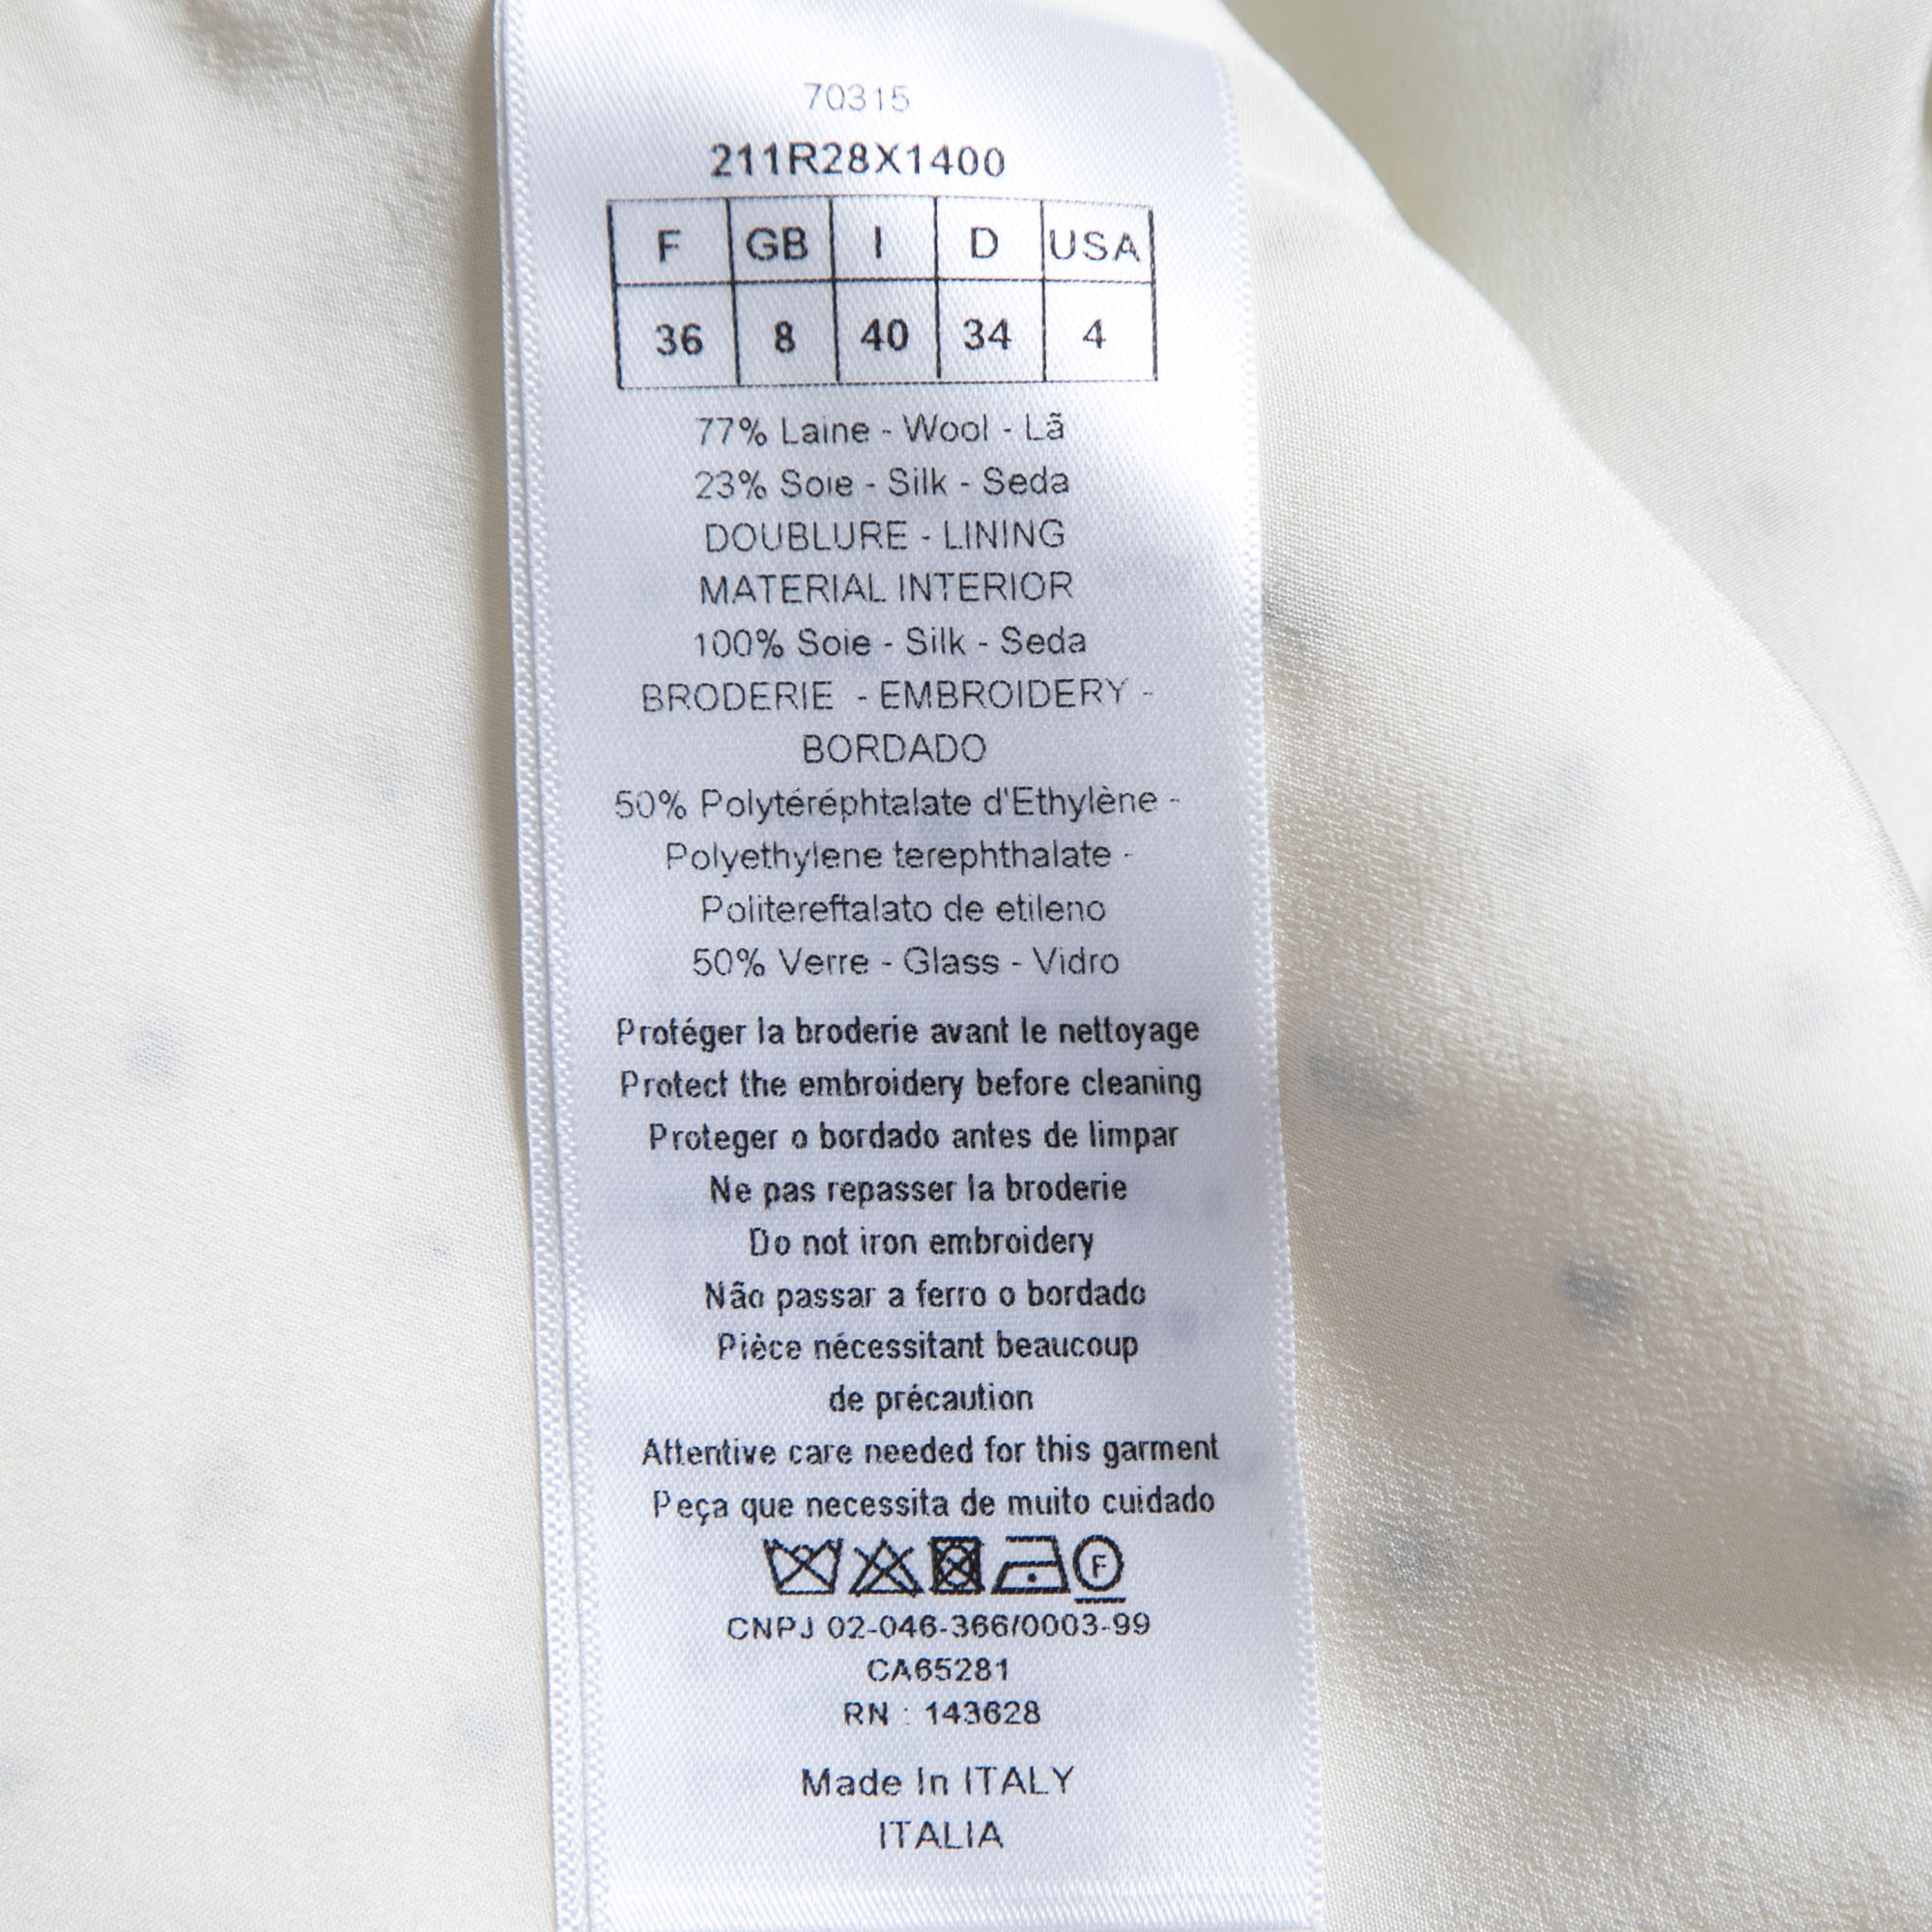 70315
211R28X1400
F GB I D USA
36 8 40 34 4
77% Laine - Wool - Lã
23% Soie - Silk - Seda
DOUBLURE - LINING
MATERIAL INTERIOR
100% Soie - Silk - Seda
BRODERIE - EMBROIDERY -
BORDADO
50% Polytéréphtalate d'Ethylène -
Polyethylene terephthalate -
Politereftalato de etileno
50% Verre - Glass - Vidro
Protéger la broderie avant le nettoyage
Protect the embroidery before cleaning
Proteger o bordado antes de limpar
Ne pas repasser la broderie
Do not iron embroidery
Não passar a ferro o bordado
Pièce nécessitant beaucoup
de précaution
Attentive care needed for this garment
Peça que necessita de muito cuidado
F
CNPJ 02-046-366/0003-99
CA65281
RN : 143628
Made In ITALY
ITALIA